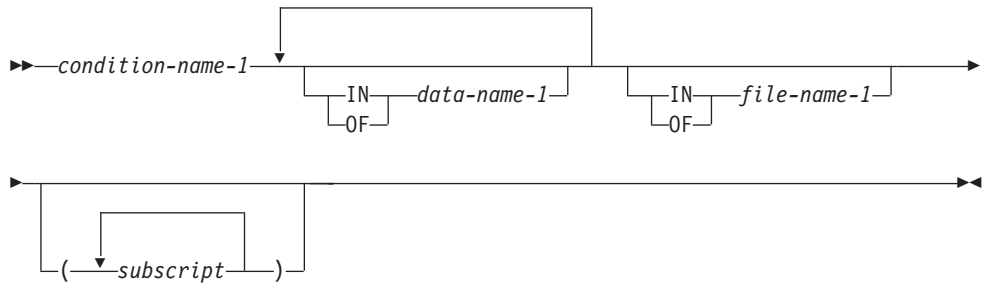 condition-name-1 IN data-name-1 IN file-name-1
OF OF
( subscript )